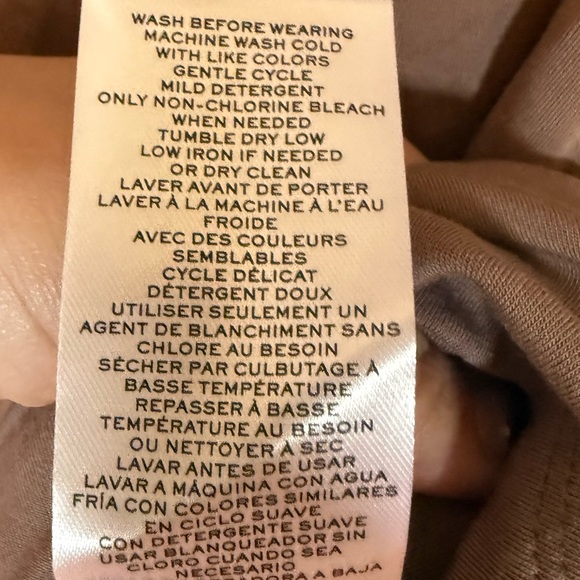 WASH BEFORE WEARING
MACHINE WASH COLD
WITH LIKE COLORS
GENTLE CYCLE
MILD DETERGENT
ONLY NON-CHLORINE BLEACH
WHEN NEEDED
TUMBLE DRY LOW
LOW IRON IF NEEDED
OR DRY CLEAN
LAVER AVANT DE PORTER
LAVER À LA MACHINE À L'EAU
FROIDE
AVEC DES COULEURS
SEMBLABLES
CYCLE DÉLICAT
DÉTERGENT DOUX
UTILISER SEULEMENT UN
AGENT DE BLANCHIMENT SANS
CHLORE AU BESOIN
SÉCHER PAR CULBUTAGE À
BASSE TEMPÉRATURE
REPASSER À BASSE
TEMPÉRATURE AU BESOIN
OU NETTOYER À SEC
LAVAR ANTES DE USAR
LAVAR A MÁQUINA CON AGUA
FRÍA CON COLORES SIMILARES
EN CICLO SUAVE
CON DETERGENTE SUAVE
USAR BLANQUEADOR SIN
CLORO CUANDO SEA
NECESARIO
A BAJA